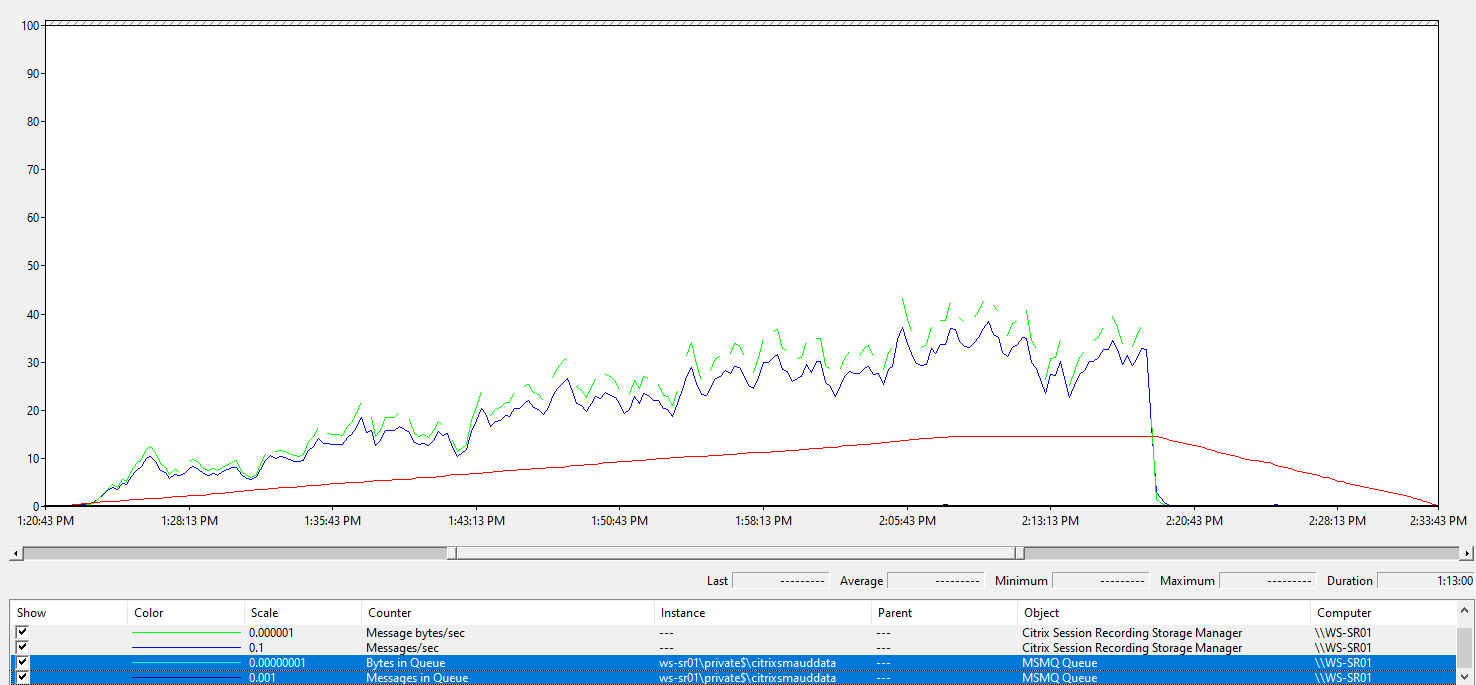 100
90
80
70
60
50
40
30
20
10
0
1:20:43 PM 1:28:13 PM 1:35:43 PM 1:43:13 PM 1:50:43 PM 1:58:13 PM 2:05:43 PM 2:13:13 PM 2:20:43 PM 2:28:13 PM 2:33:43 PM
Last --------- Average --------- Minimum --------- Maximum --------- Duration 1:13:00
Show Color Scale Counter Instance Parent Object Computer
0.000001 Message bytes/sec --- --- Citrix Session Recording Storage Manager \\WS-SR01
0.1 Messages/sec --- --- Citrix Session Recording Storage Manager \\WS-SR01
0.00000001 Bytes in Queue ws-sr01\private$\citrixsmauddata --- MSMQ Queue \\WS-SR01
0.001 Messages in Queue ws-sr01\private$\citrixsmauddata --- MSMQ Queue \\WS-SR01